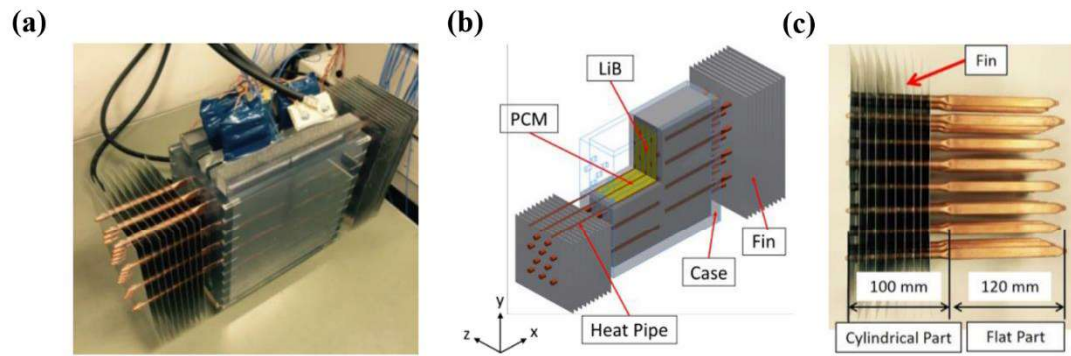 (a)
(b)
(c)
LiB
PCM
Fin
Case
Heat Pipe
y
z
x
Fin
100 mm
120 mm
Cylindrical Part
Flat Part